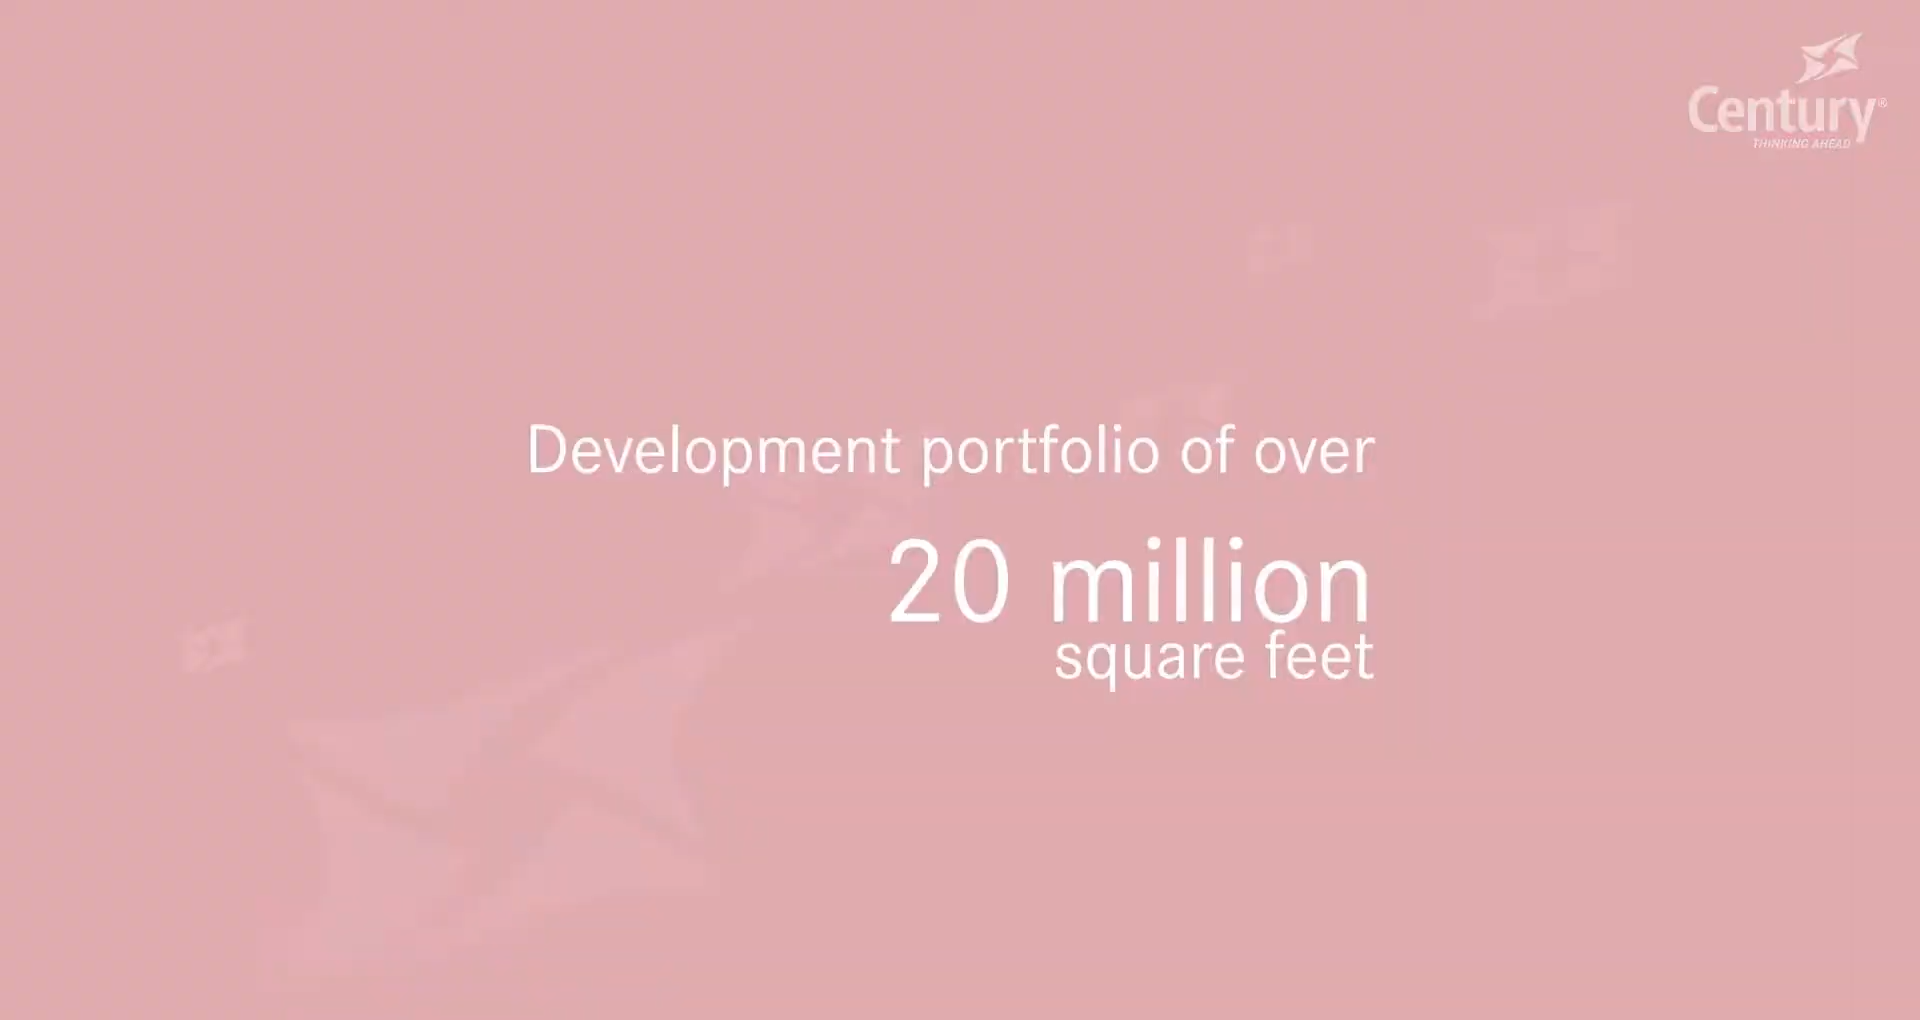 Century®
THINKING AHEAD
Development portfolio of over
20 million
square feet